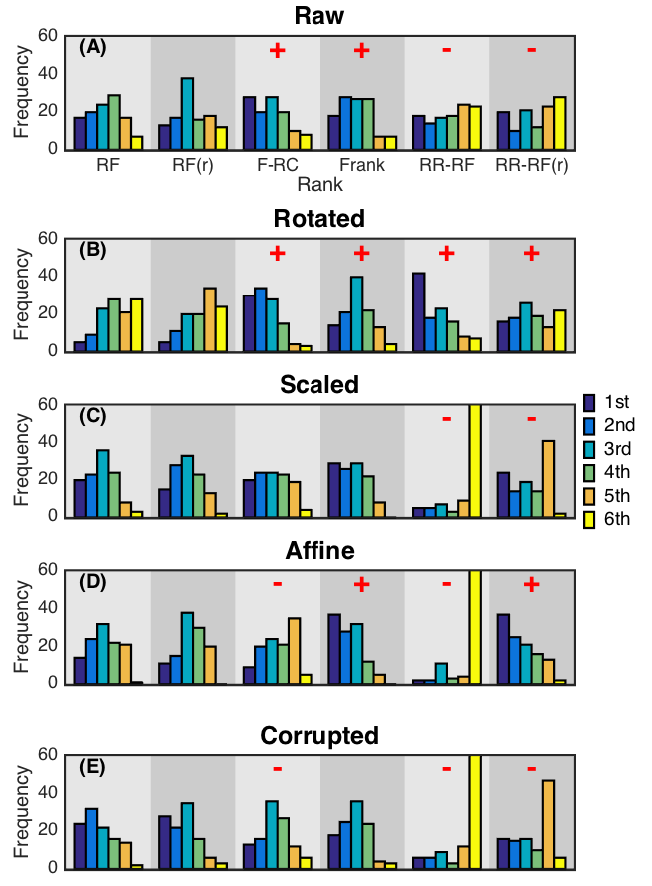 Raw
60
40
20
0
Frequency
(A)
+ + - -
RF RF(r) F-RC Frank RR-RF RR-RF(r)
Rank
Rotated
60
40
20
0
Frequency
(B)
+ + + +
Scaled
60
40
20
0
Frequency
(C)
- -
1st
2nd
3rd
4th
5th
6th
Affine
60
40
20
0
Frequency
(D)
- + - +
Corrupted
60
40
20
0
Frequency
(E)
- - -